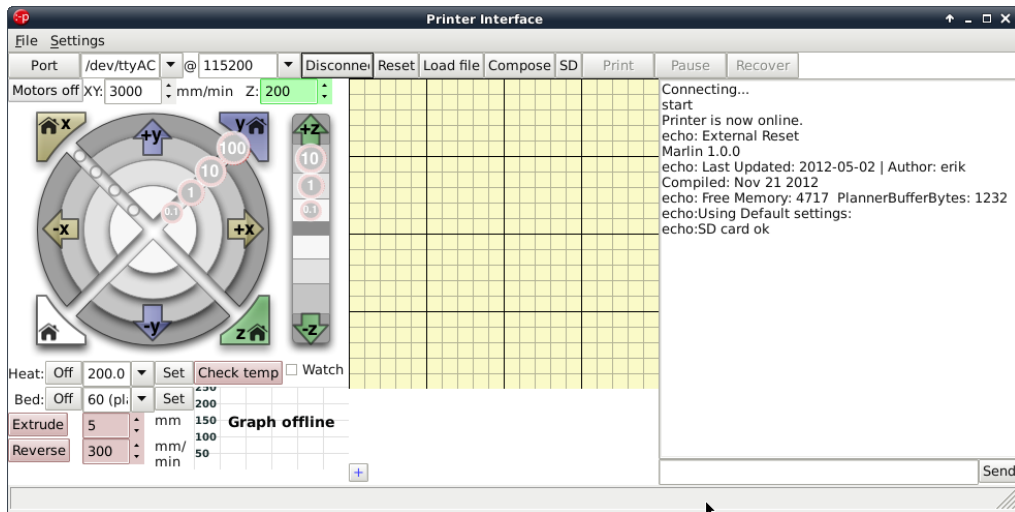 Printer Interface
File Settings
Port /dev/ttyAC @ 115200 Disconne Reset Load file Compose SD Print Pause Recover
Motors off XY: 3000 mm/min Z: 200
x +y y +z
100
10 10
1 1
0.1 0.1
-x +x
-y z -z
Heat: Off 200.0 Set Check temp Watch
Bed: Off 60 (pl Set
Extrude 5 mm
Reverse 300 mm/
min
250
200
150 Graph offline
100
50
+
Connecting...
start
Printer is now online.
echo: External Reset
Marlin 1.0.0
echo: Last Updated: 2012-05-02 | Author: erik
Compiled: Nov 21 2012
echo: Free Memory: 4717 PlannerBufferBytes: 1232
echo:Using Default settings:
echo:SD card ok
Send